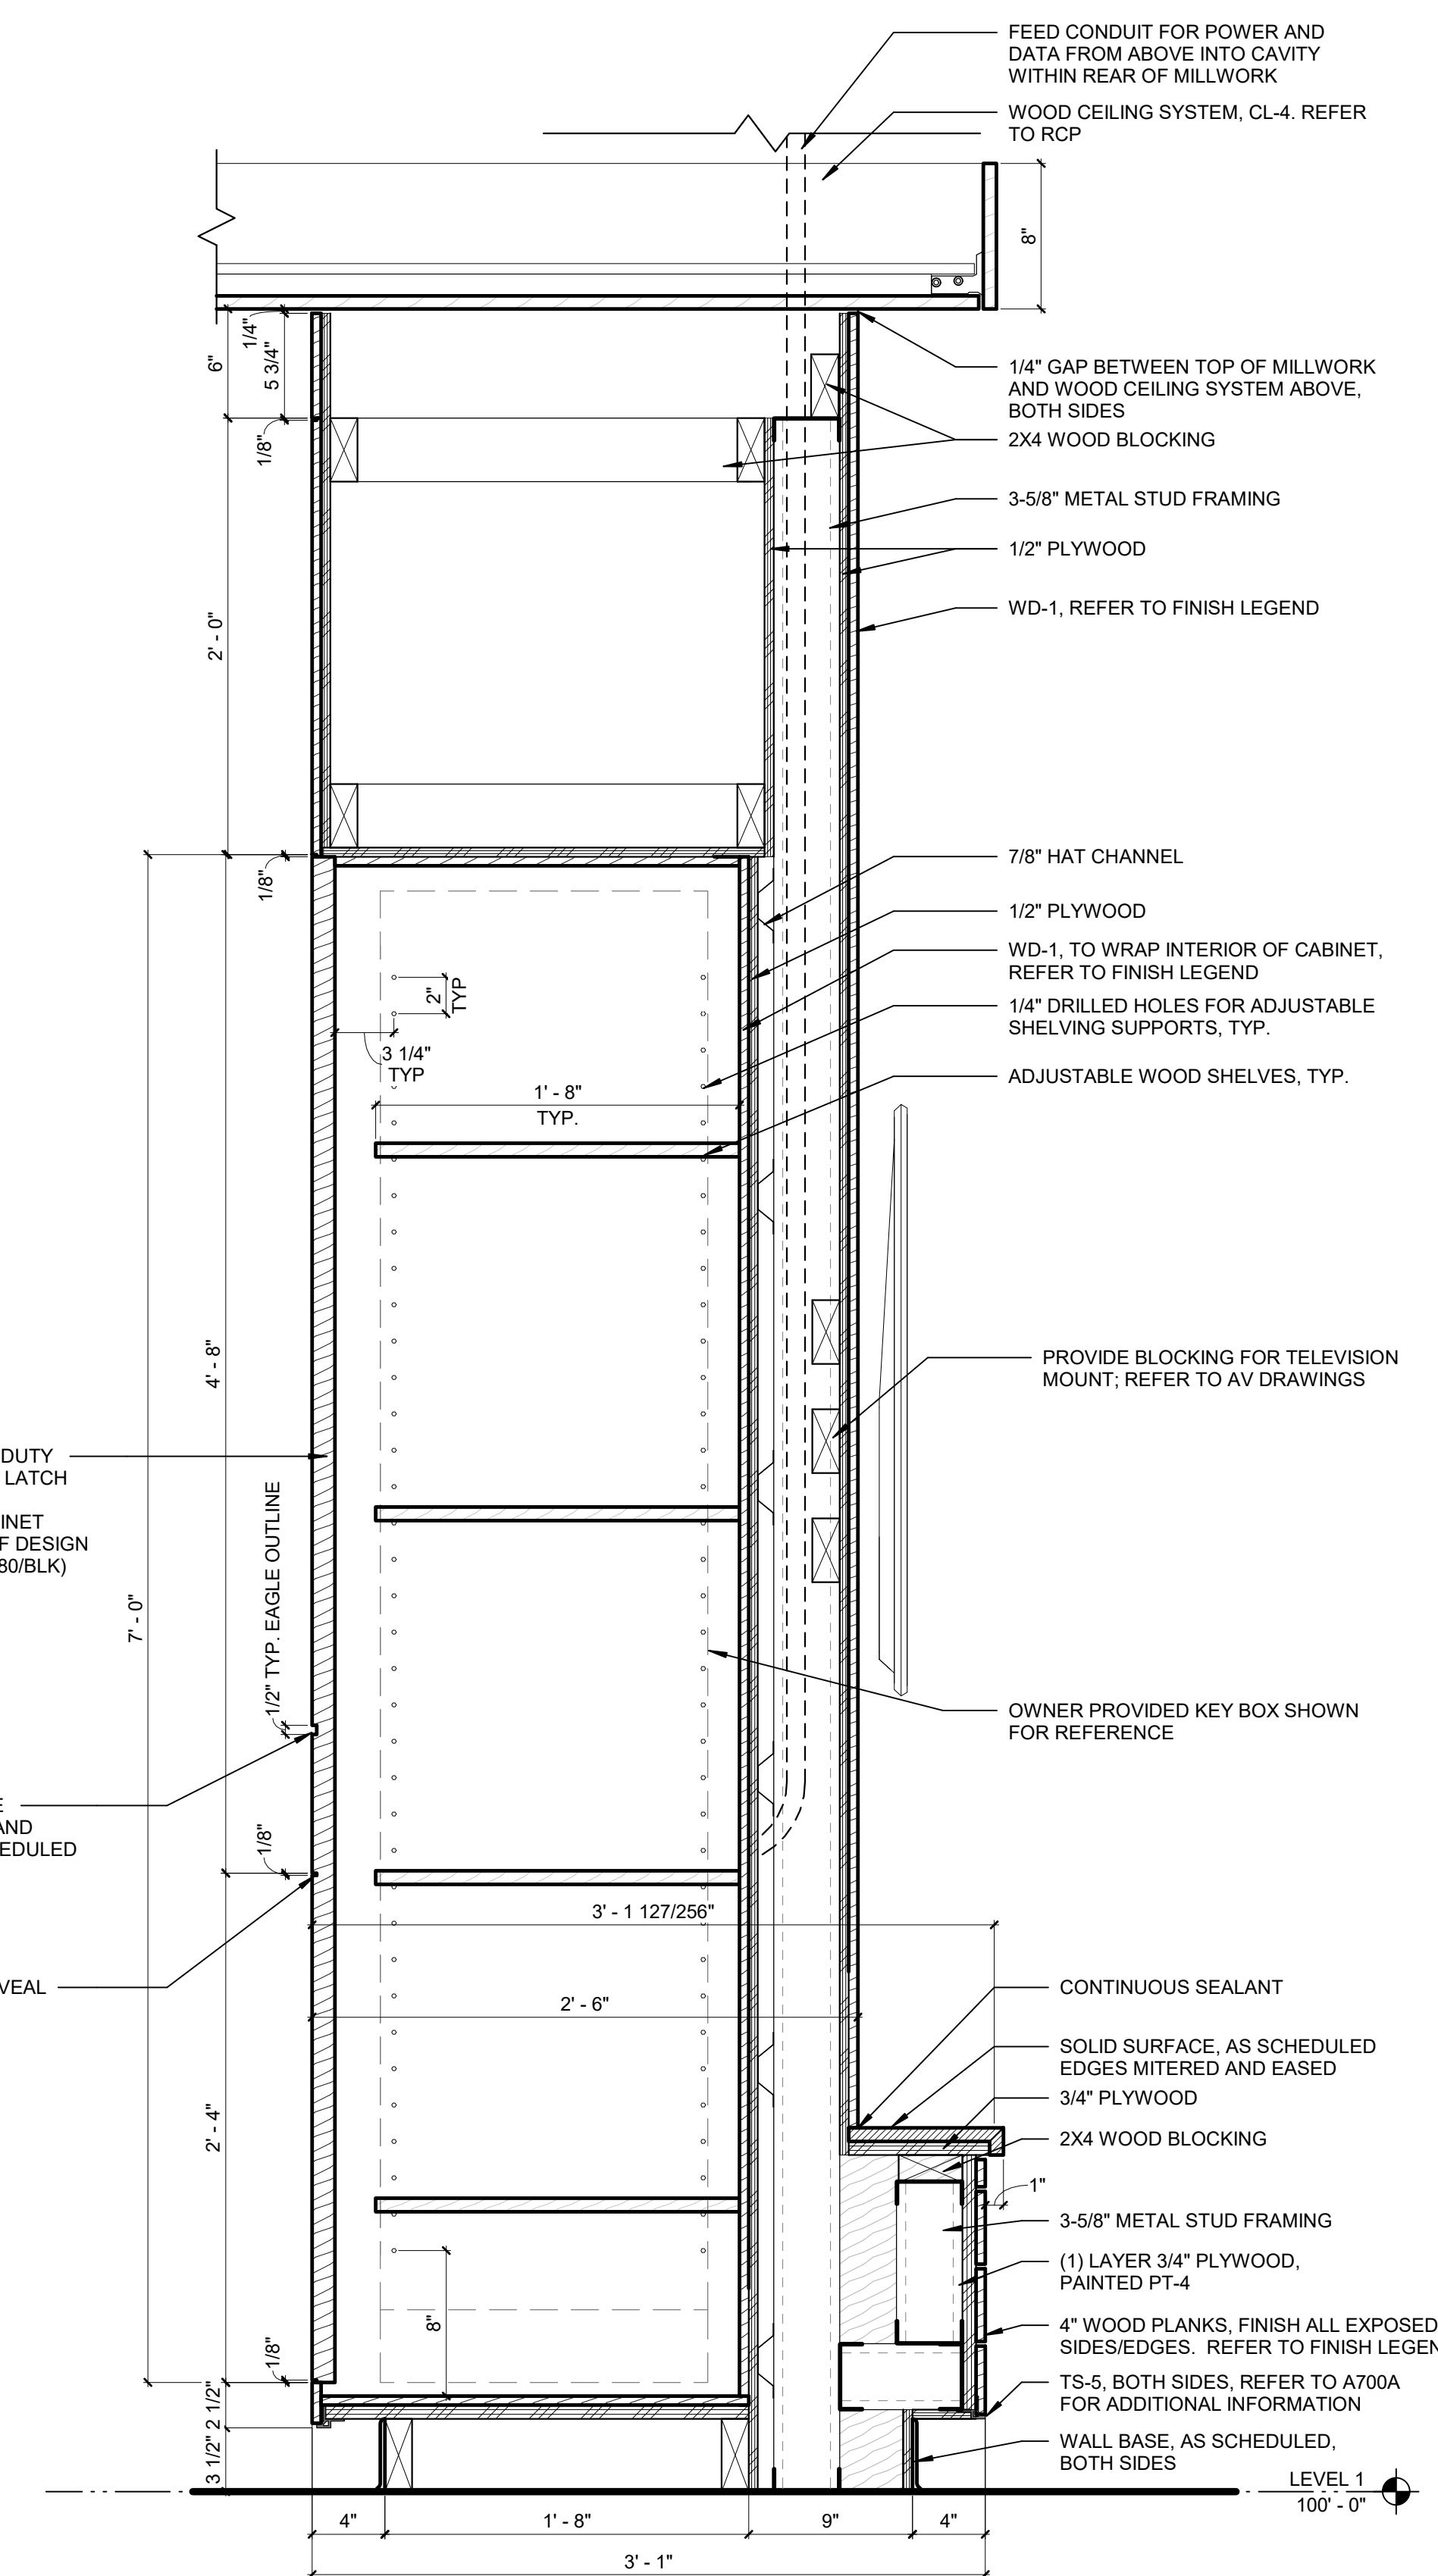 FEED CONDUIT FOR POWER AND
DATA FROM ABOVE INTO CAVITY
WITHIN REAR OF MILLWORK
WOOD CEILING SYSTEM, CL-4. REFER
TO RCP
8"
1/4"
6"
5 3/4"
1/8"
1/4" GAP BETWEEN TOP OF MILLWORK
AND WOOD CEILING SYSTEM ABOVE,
BOTH SIDES
2X4 WOOD BLOCKING
3-5/8" METAL STUD FRAMING
1/2" PLYWOOD
WD-1, REFER TO FINISH LEGEND
2' - 0"
1/8"
7/8" HAT CHANNEL
1/2" PLYWOOD
WD-1, TO WRAP INTERIOR OF CABINET,
REFER TO FINISH LEGEND
2"
TYP
1/4" DRILLED HOLES FOR ADJUSTABLE
SHELVING SUPPORTS, TYP.
3 1/4"
TYP
ADJUSTABLE WOOD SHELVES, TYP.
1' - 8"
TYP.
4' - 8"
PROVIDE BLOCKING FOR TELEVISION
MOUNT; REFER TO AV DRAWINGS
DUTY
LATCH
INET
F DESIGN
80/BLK)
1/2" TYP. EAGLE OUTLINE
7' - 0"
OWNER PROVIDED KEY BOX SHOWN
FOR REFERENCE
E
AND
EDULED
1/8"
3' - 1 127/256"
VEAL
2' - 6"
CONTINUOUS SEALANT
SOLID SURFACE, AS SCHEDULED
EDGES MITERED AND EASED
3/4" PLYWOOD
2X4 WOOD BLOCKING
2' - 4"
1"
3-5/8" METAL STUD FRAMING
(1) LAYER 3/4" PLYWOOD,
PAINTED PT-4
8"
4" WOOD PLANKS, FINISH ALL EXPOSED
SIDES/EDGES. REFER TO FINISH LEGEN
1/8"
TS-5, BOTH SIDES, REFER TO A700A
FOR ADDITIONAL INFORMATION
2 1/2"
3 1/2"
WALL BASE, AS SCHEDULED,
BOTH SIDES
LEVEL 1
100' - 0"
4"
1' - 8"
9"
4"
3' - 1"